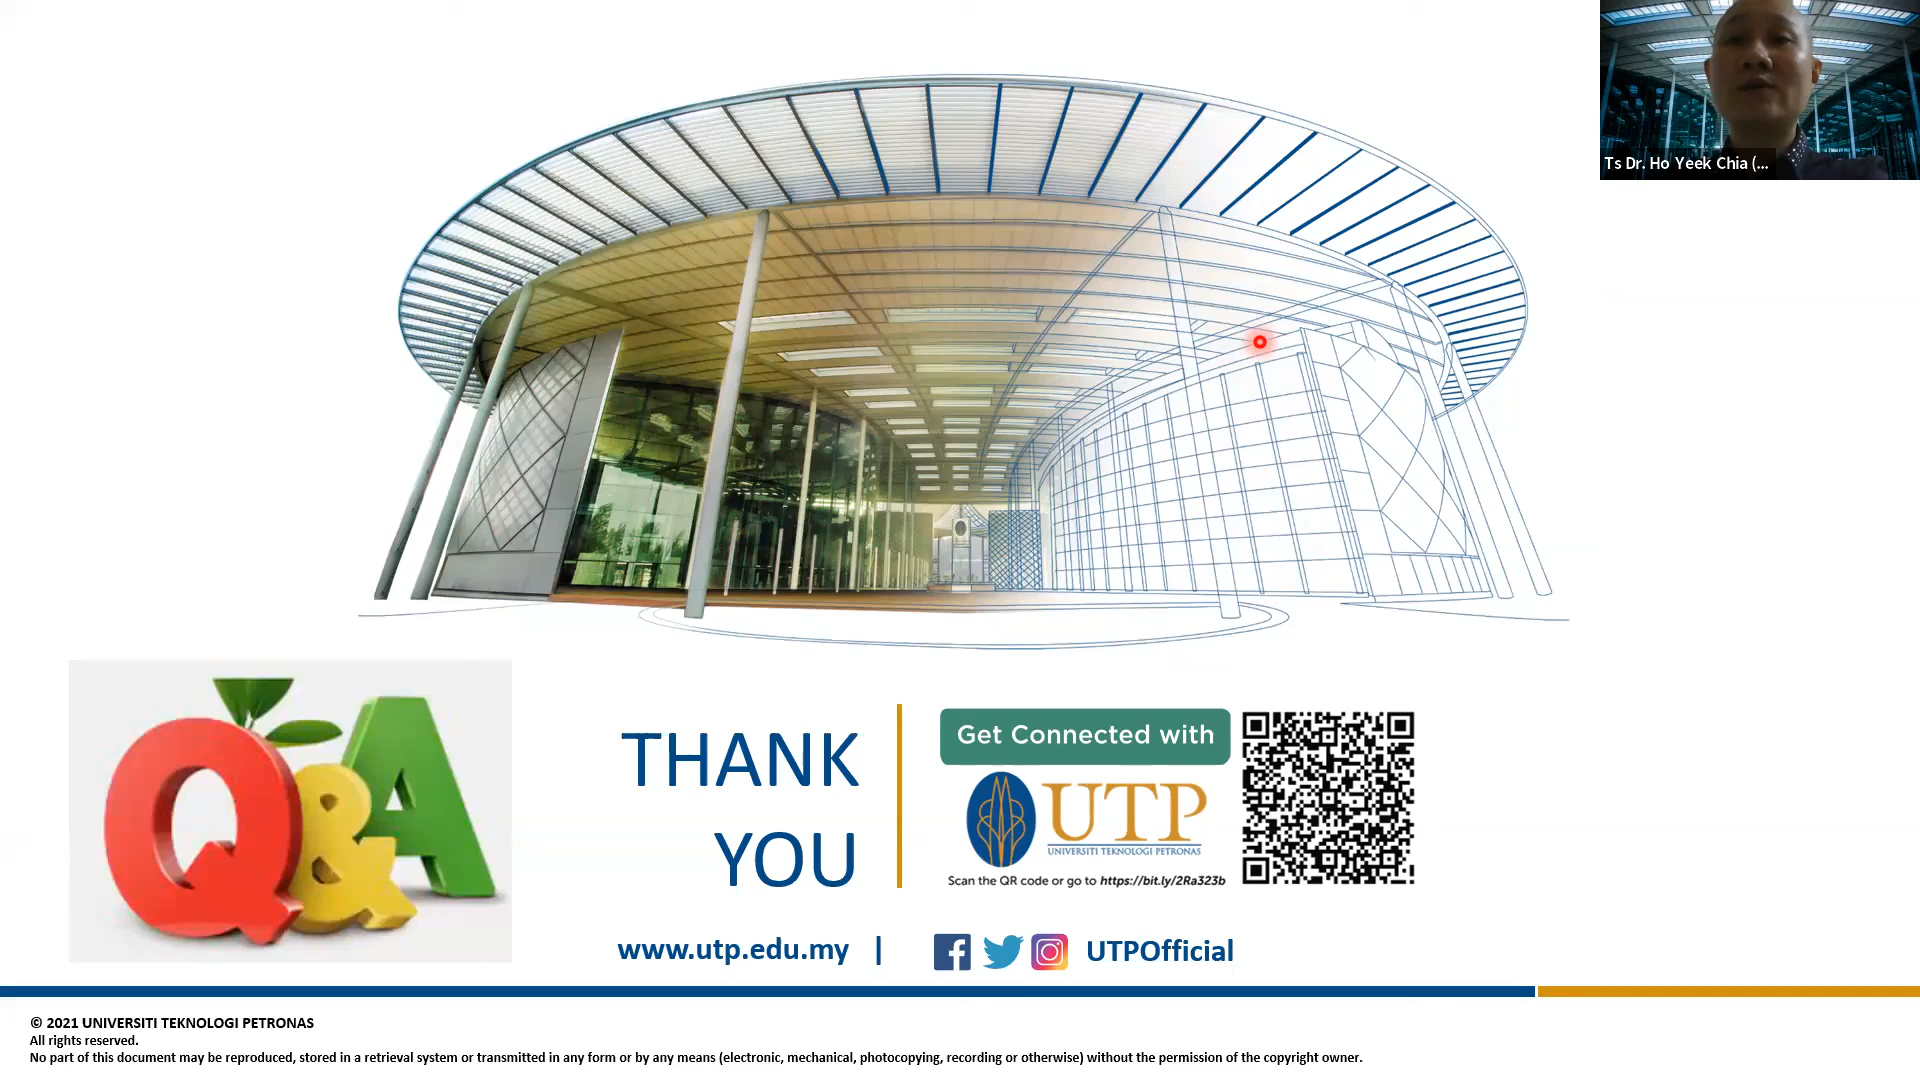 Ts Dr. Ho Yeek Chia (...
Q&A
THANK
YOU
Get Connected with
UTP
UNIVERSITI TEKNOLOGI PETRONAS
Scan the QR code or go to https://bit.ly/2Ra323b
www.utp.edu.my |
UTPOfficial
© 2021 UNIVERSITI TEKNOLOGI PETRONAS
All rights reserved.
No part of this document may be reproduced, stored in a retrieval system or transmitted in any form or by any means (electronic, mechanical, photocopying, recording or otherwise) without the permission of the copyright owner.